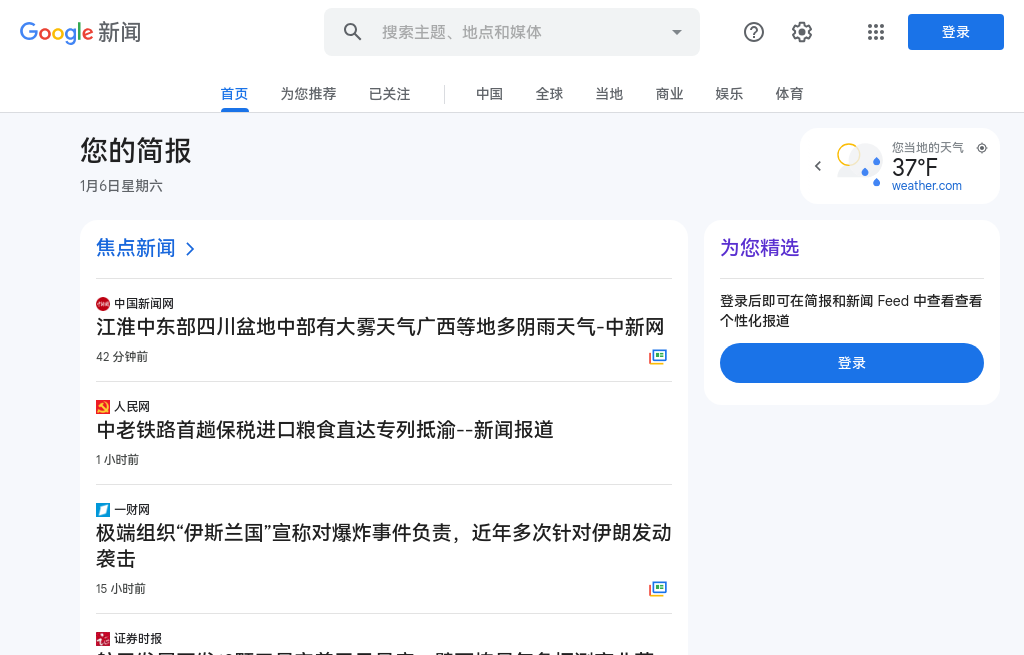 Google 新闻
搜索主题、地点和媒体
登录
首页
为您推荐
已关注
中国
全球
当地
商业
娱乐
体育
您的简报
1月6日星期六
您当地的天气
37°F
weather.com
焦点新闻
中国新闻网
江淮中东部四川盆地中部有大雾天气广西等地多阴雨天气-中新网
42 分钟前
人民网
中老铁路首趟保税进口粮食直达专列抵渝--新闻报道
1 小时前
一财网
极端组织“伊斯兰国”宣称对爆炸事件负责，近年多次针对伊朗发动
袭击
15 小时前
证券时报
为您精选
登录后即可在简报和新闻 Feed 中查看查看
个性化报道
登录